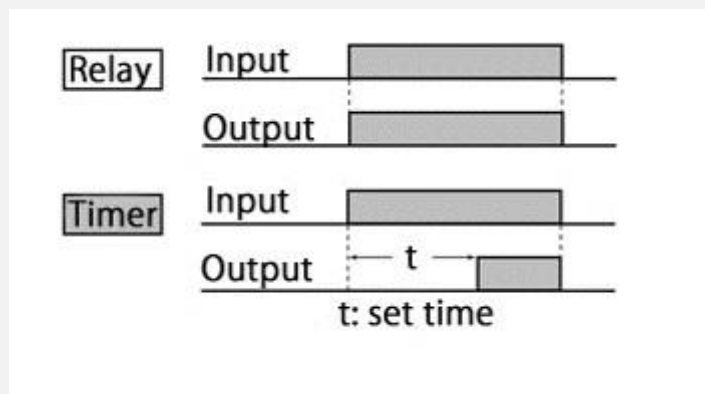 Relay Input
Output
Timer Input
Output t
t: set time